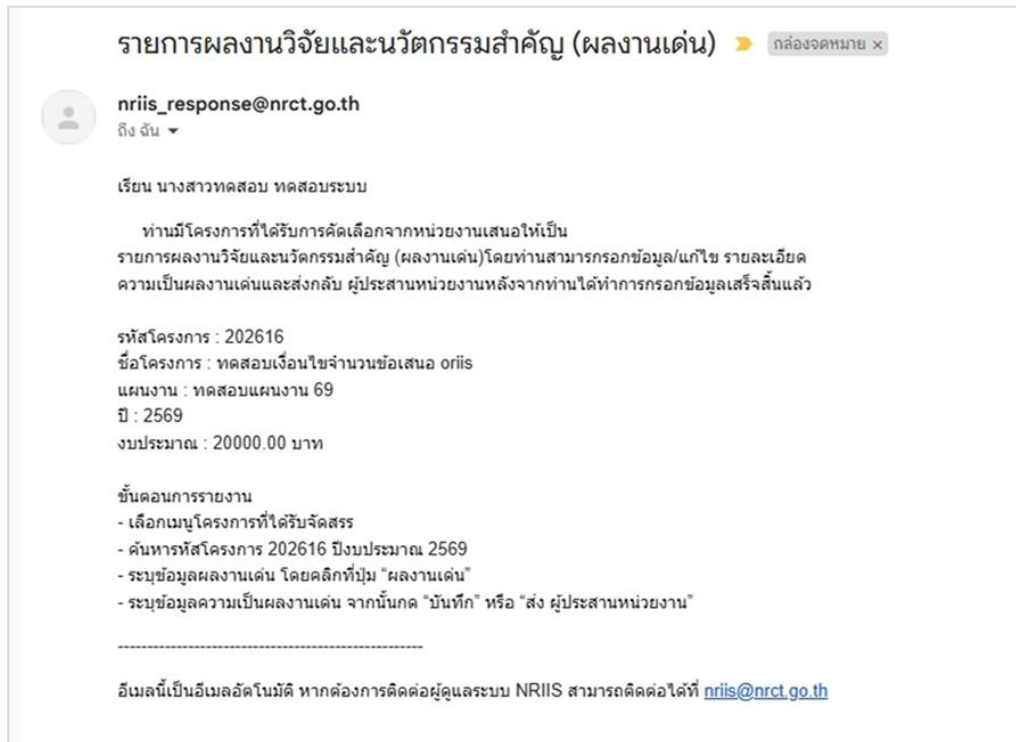 รายการผลงานวิจัยและนวัตกรรมสำคัญ (ผลงานเด่น) กล่องจดหมาย ×
nriis_response@nrct.go.th
ถึง ฉัน
เรียน นางสาวทดสอบ ทดสอบระบบ
ท่านมีโครงการที่ได้รับการคัดเลือกจากหน่วยงานเสนอให้เป็น
รายการผลงานวิจัยและนวัตกรรมสำคัญ (ผลงานเด่น)โดยท่านสามารกรอกข้อมูล/แก้ไข รายละเอียด
ความเป็นผลงานเด่นและส่งกลับ ผู้ประสานหน่วยงานหลังจากท่านได้ทำการกรอกข้อมูลเสร็จสิ้นแล้ว
รหัสโครงการ : 202616
ชื่อโครงการ : ทดสอบเงื่อนไขจำนวนข้อเสนอ oriis
แผนงาน : ทดสอบแผนงาน 69
ปี : 2569
งบประมาณ : 20000.00 บาท
ขั้นตอนการรายงาน
- เลือกเมนูโครงการที่ได้รับจัดสรร
- ค้นหารหัสโครงการ 202616 ปีงบประมาณ 2569
- ระบุข้อมูลผลงานเด่น โดยคลิกที่ปุ่ม “ผลงานเด่น”
- ระบุข้อมูลความเป็นผลงานเด่น จากนั้นกด “บันทึก” หรือ “ส่ง ผู้ประสานหน่วยงาน”
----------------------------------------------------
อีเมลนี้เป็นอีเมลอัตโนมัติ หากต้องการติดต่อผู้ดูแลระบบ NRIIS สามารถติดต่อได้ที่ nriis@nrct.go.th